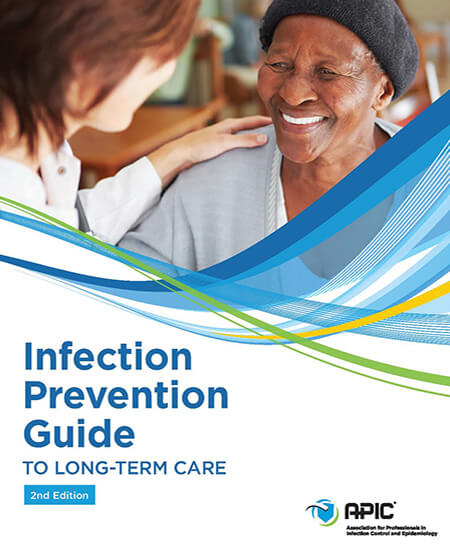 Infection
Prevention
Guide
TO LONG-TERM CARE
2nd Edition
APIC®
Association for Professionals in
Infection Control and Epidemiology